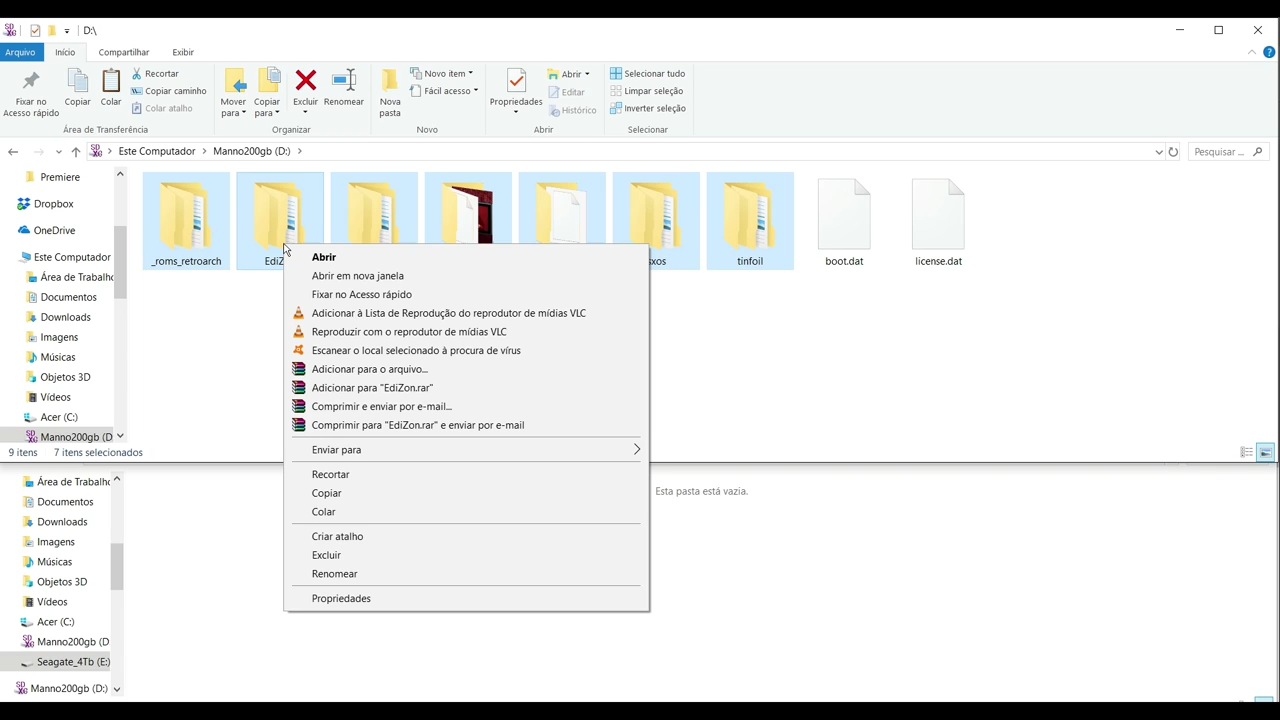 D:\
Arquivo
Início
Compartilhar
Exibir
Fixar no
Acesso rápido
Copiar
Colar
Recortar
Copiar caminho
Colar atalho
Área de Transferência
Mover
para
Copiar
para
Excluir
Renomear
Organizar
Nova
pasta
Novo item
Fácil acesso
Novo
Propriedades
Abrir
Editar
Histórico
Abrir
Selecionar tudo
Limpar seleção
Inverter seleção
Selecionar
Este Computador
Manno200gb (D:)
Pesquisar ...
Premiere
Dropbox
OneDrive
Este Computador
Área de Trabalho
Documentos
Downloads
Imagens
Músicas
Objetos 3D
Vídeos
Acer (C:)
Manno200gb (D
_roms_retroarch
tinfoil
boot.dat
license.dat
Abrir
Abrir em nova janela
Fixar no Acesso rápido
Adicionar à Lista de Reprodução do reprodutor de mídias VLC
Reproduzir com o reprodutor de mídias VLC
Escanear o local selecionado à procura de vírus
Adicionar para o arquivo...
Adicionar para "EdiZon.rar"
Comprimir e enviar por e-mail...
Comprimir para "EdiZon.rar" e enviar por e-mail
Enviar para
Recortar
Copiar
Colar
Criar atalho
Excluir
Renomear
Propriedades
9 itens
7 itens selecionados
Esta pasta está vazia.
Área de Trabalho
Documentos
Downloads
Imagens
Músicas
Objetos 3D
Vídeos
Acer (C:)
Manno200gb (D
Seagate_4Tb (E:)
Manno200gb (D:)